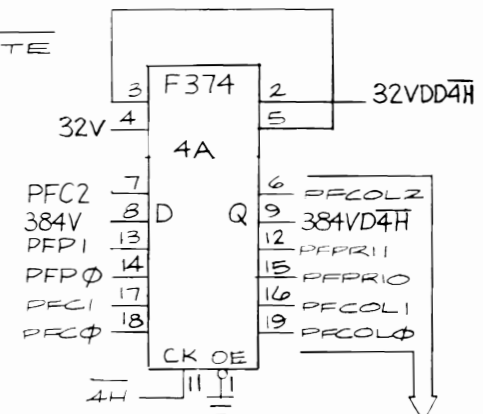 TE
3 F374 2 32VDD4H
32V 4 5
4A
PFC2 7 6 PFCOL2
384V 8 D Q 9 384VD4H
PFP1 13 12 PFPRI1
PFPØ 14 15 PFPRIO
PFC1 17 16 PFCOL1
PFCØ 18 19 PFCOLØ
CK OE
4H 11 1